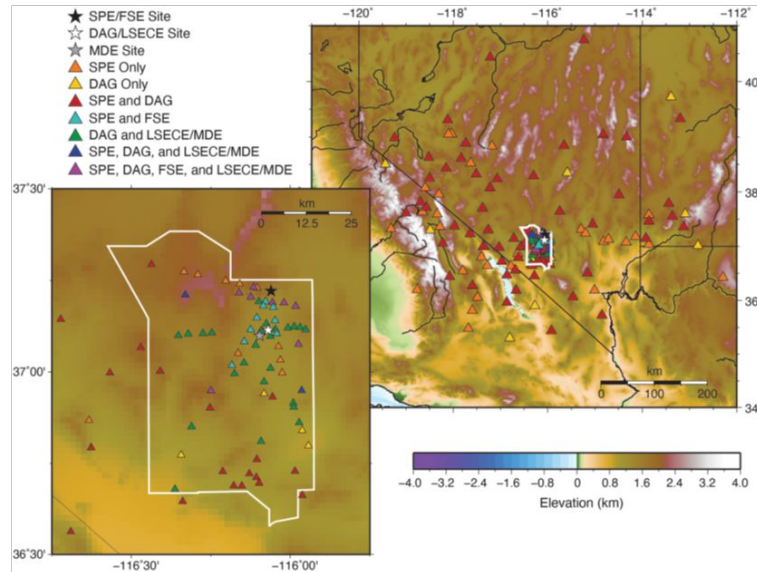 SPE/FSE Site
DAG/LSECE Site
MDE Site
SPE Only
DAG Only
SPE and DAG
SPE and FSE
DAG and LSECE/MDE
SPE, DAG, and LSECE/MDE
SPE, DAG, FSE, and LSECE/MDE
−120° −118° −116° −114° −112°
40
38
36
34
km
0 100 200
37°30'
37°00'
36°30'
−116°30' −116°00'
km
0 12.5 25
−4.0 −3.2 −2.4 −1.6 −0.8 0 0.8 1.6 2.4 3.2 4.0
Elevation (km)